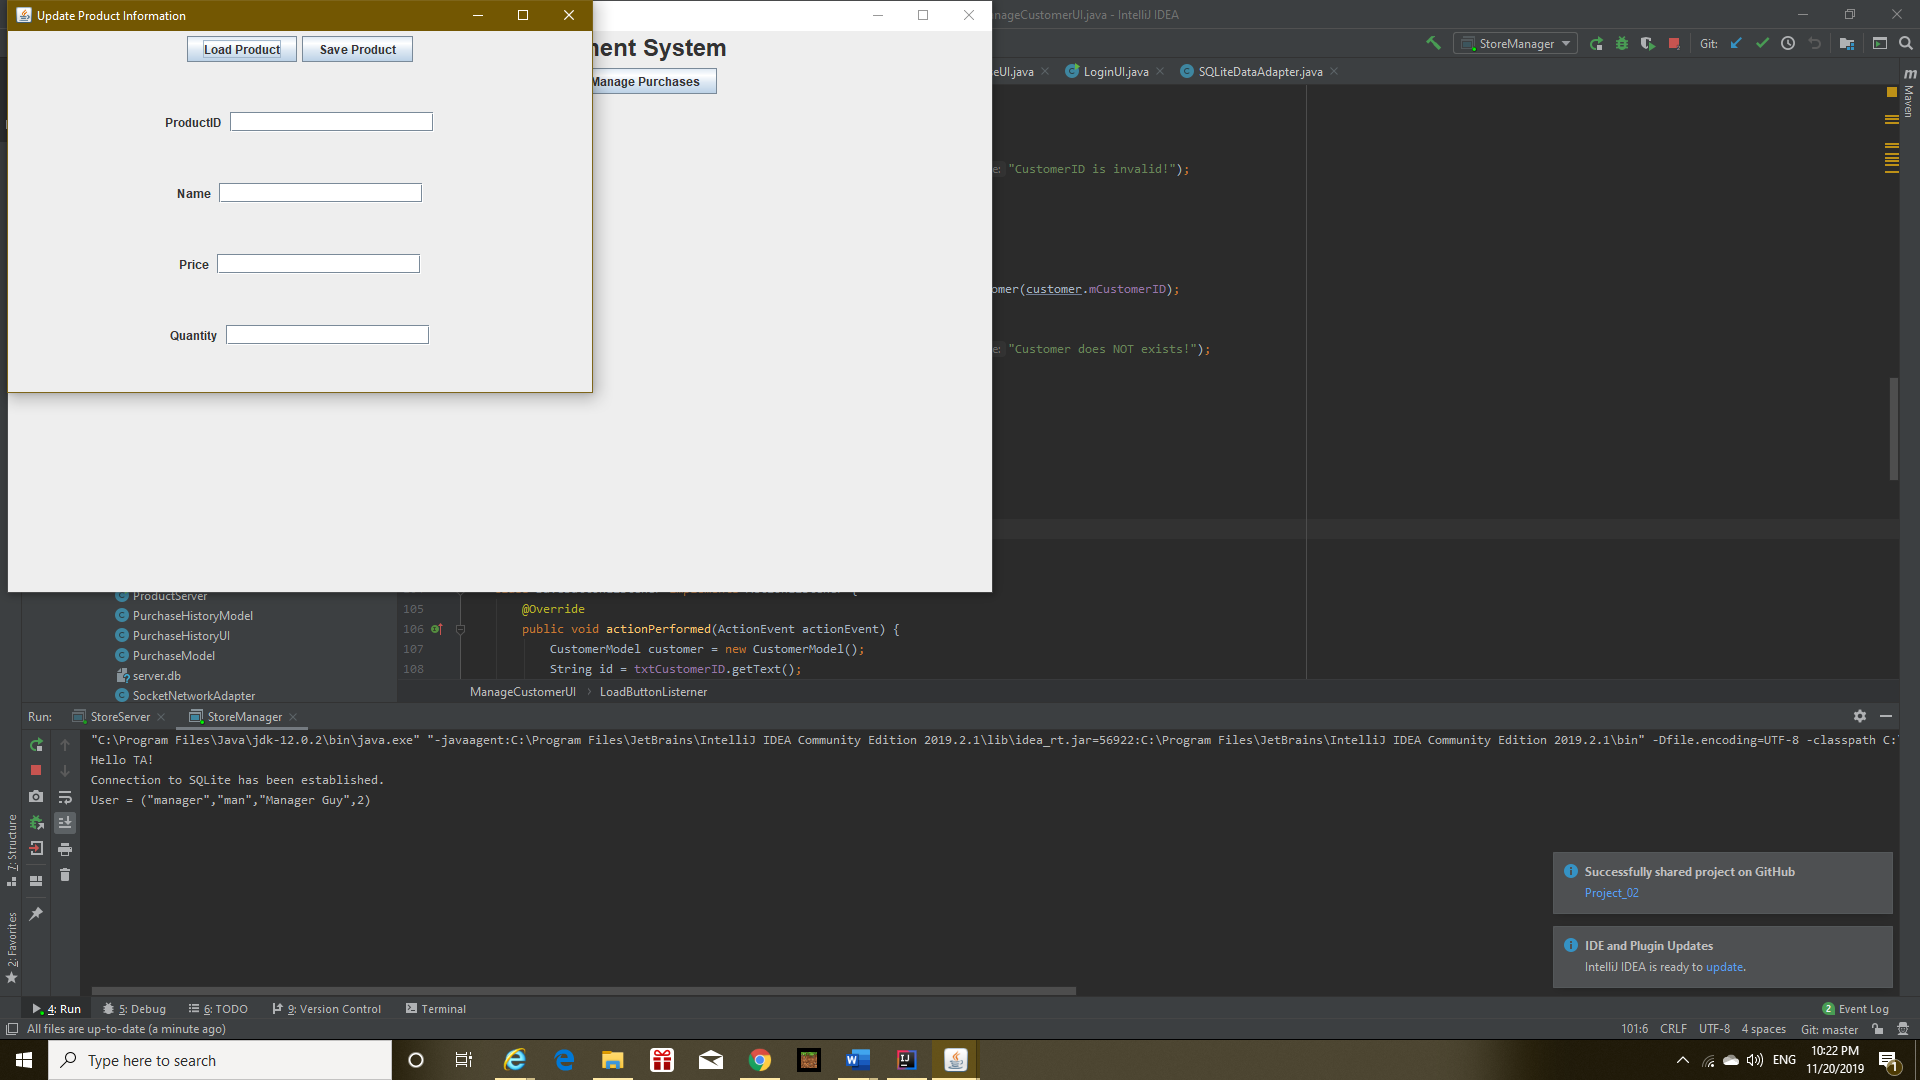 Update Product Information
Load Product
Save Product
ProductID
Name
Price
Quantity
ment System
Manage Purchases
nageCustomerUI.java - IntelliJ IDEA
StoreManager
Git:
eUI.java
LoginUI.java
SQLiteDataAdapter.java
Maven
e: "CustomerID is invalid!");
omer(customer.mCustomerID);
e: "Customer does NOT exists!");
ProductServer
PurchaseHistoryModel
PurchaseHistoryUI
PurchaseModel
server.db
SocketNetworkAdapter
105 @Override
106 public void actionPerformed(ActionEvent actionEvent) {
107 CustomerModel customer = new CustomerModel();
108 String id = txtCustomerID.getText();
ManageCustomerUI › LoadButtonListerner
Run: StoreServer StoreManager
"C:\Program Files\Java\jdk-12.0.2\bin\java.exe" "-javaagent:C:\Program Files\JetBrains\IntelliJ IDEA Community Edition 2019.2.1\lib\idea_rt.jar=56922:C:\Program Files\JetBrains\IntelliJ IDEA Community Edition 2019.2.1\bin" -Dfile.encoding=UTF-8 -classpath C:
Hello TA!
Connection to SQLite has been established.
User = ("manager","man","Manager Guy",2)
7: Structure
2: Favorites
Successfully shared project on GitHub
Project_02
IDE and Plugin Updates
IntelliJ IDEA is ready to update.
4: Run 5: Debug 6: TODO 9: Version Control Terminal
2 Event Log
All files are up-to-date (a minute ago)
101:6 CRLF UTF-8 4 spaces Git: master
Type here to search
ENG
10:22 PM
11/20/2019
1